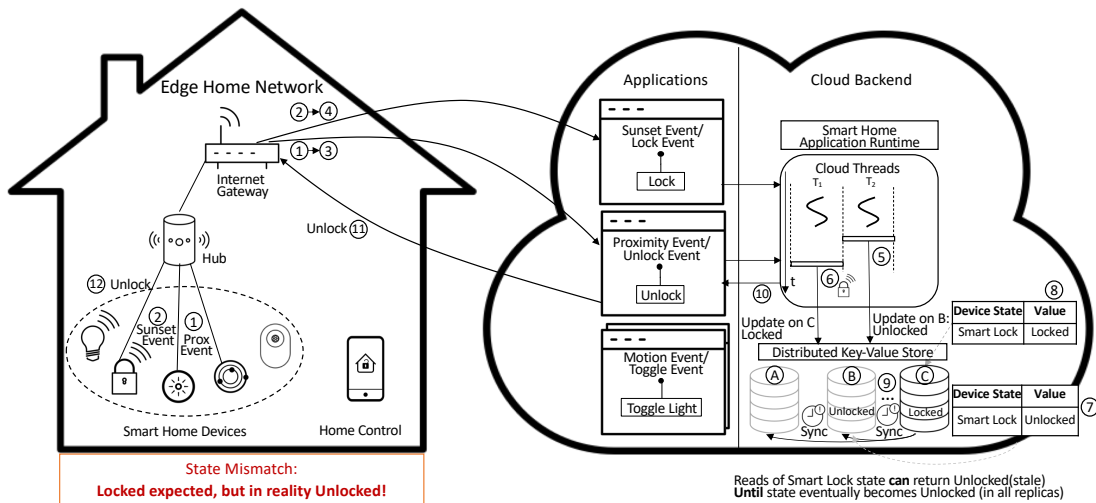 Edge Home Network
② → ④
① → ③
Internet
Gateway
Unlock ⑪
Hub
⑫ Unlock
②
Sunset
Event
①
Prox
Event
Smart Home Devices
Home Control
State Mismatch:
Locked expected, but in reality Unlocked!
Applications
Sunset Event/
Lock Event
Lock
Proximity Event/
Unlock Event
Unlock
Motion Event/
Toggle Event
Toggle Light
Cloud Backend
Smart Home
Application Runtime
Cloud Threads
T1
T2
⑤
⑥
t
⑩
Update on C
Locked
Update on B:
Unlocked
Distributed Key-Value Store
A
B
⑨
...
C
Unlocked
Locked
Sync
Sync
⑧
Device State Value
Smart Lock Locked
Device State Value
Smart Lock Unlocked
⑦
Reads of Smart Lock state can return Unlocked(stale)
Until state eventually becomes Unlocked (in all replicas)